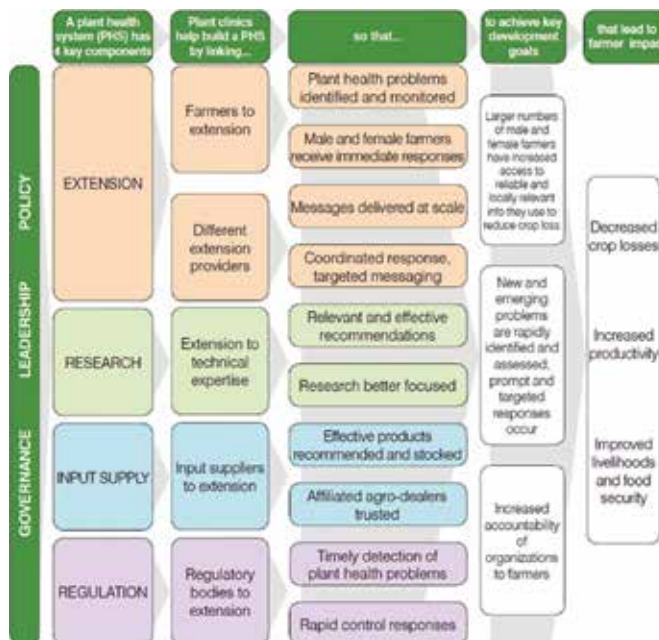 A plant health
system (PHS) has
4 key components
Plant clinics
help build a PHS
by linking...
so that...
to achieve key
development
goals
that lead to
farmer impact
POLICY
LEADERSHIP
GOVERNANCE
EXTENSION
Farmers to
extension
Different
extension
providers
Plant health problems
identified and monitored
Male and female farmers
receive immediate responses
Messages delivered at scale
Coordinated response,
targeted messaging
RESEARCH
Extension to
technical
expertise
Relevant and effective
recommendations
Research better focused
INPUT SUPPLY
Input suppliers
to extension
Effective products
recommended and stocked
Affiliated agro-dealers
trusted
REGULATION
Regulatory
bodies to
extension
Timely detection of
plant health problems
Rapid control responses
Larger numbers
of male and
female farmers
have increased
access to
reliable and
locally relevant
info they use to
reduce crop loss
New and
emerging
problems
are rapidly
identified and
assessed,
prompt and
targeted
responses
occur
Increased
accountability
of
organizations
to farmers
Decreased
crop losses
Increased
productivity
Improved
livelihoods
and food
security